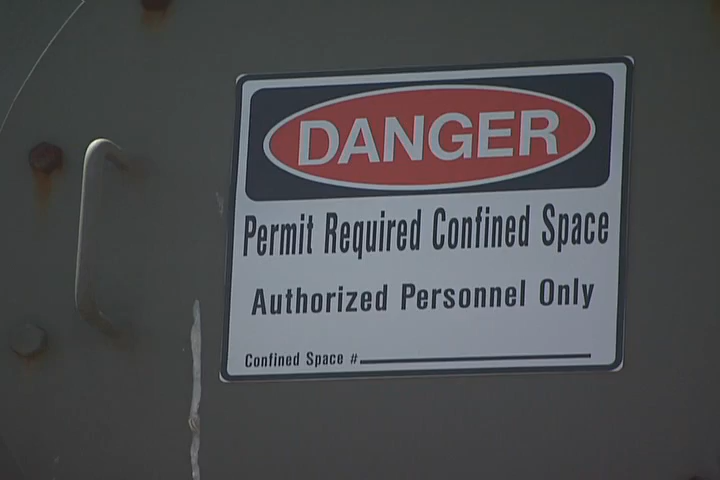 DANGER
Permit Required Confined Space
Authorized Personnel Only
Confined Space #